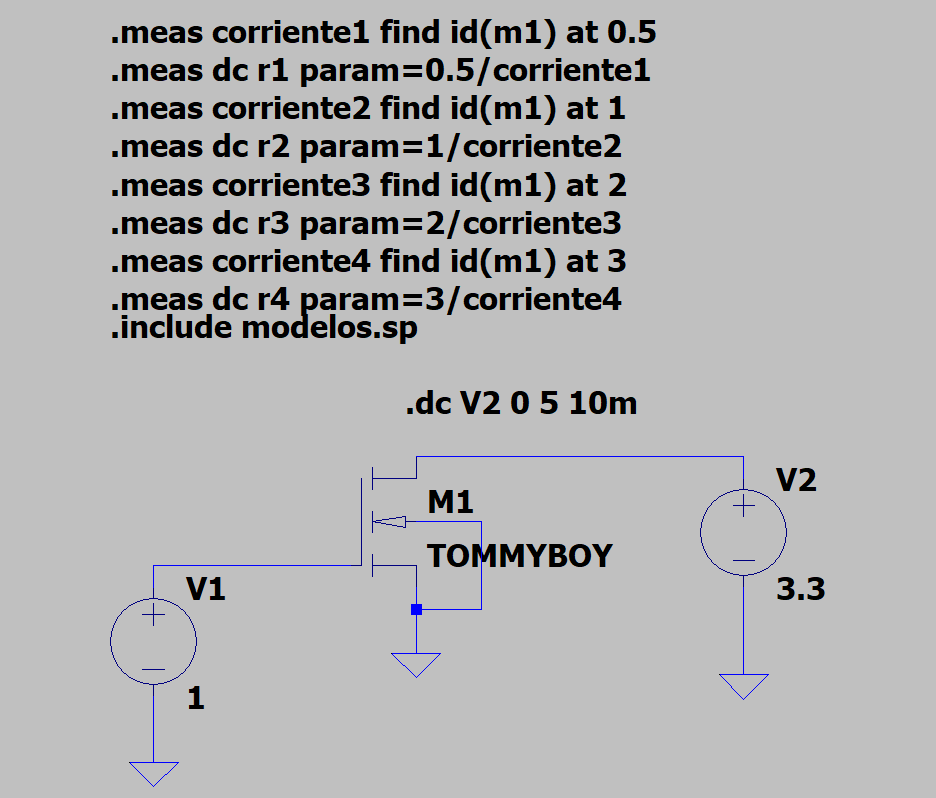 .meas corriente1 find id(m1) at 0.5
.meas dc r1 param=0.5/corriente1
.meas corriente2 find id(m1) at 1
.meas dc r2 param=1/corriente2
.meas corriente3 find id(m1) at 2
.meas dc r3 param=2/corriente3
.meas corriente4 find id(m1) at 3
.meas dc r4 param=3/corriente4
.include modelos.sp
.dc V2 0 5 10m
V2
M1
TOMMYBOY
V1
3.3
1